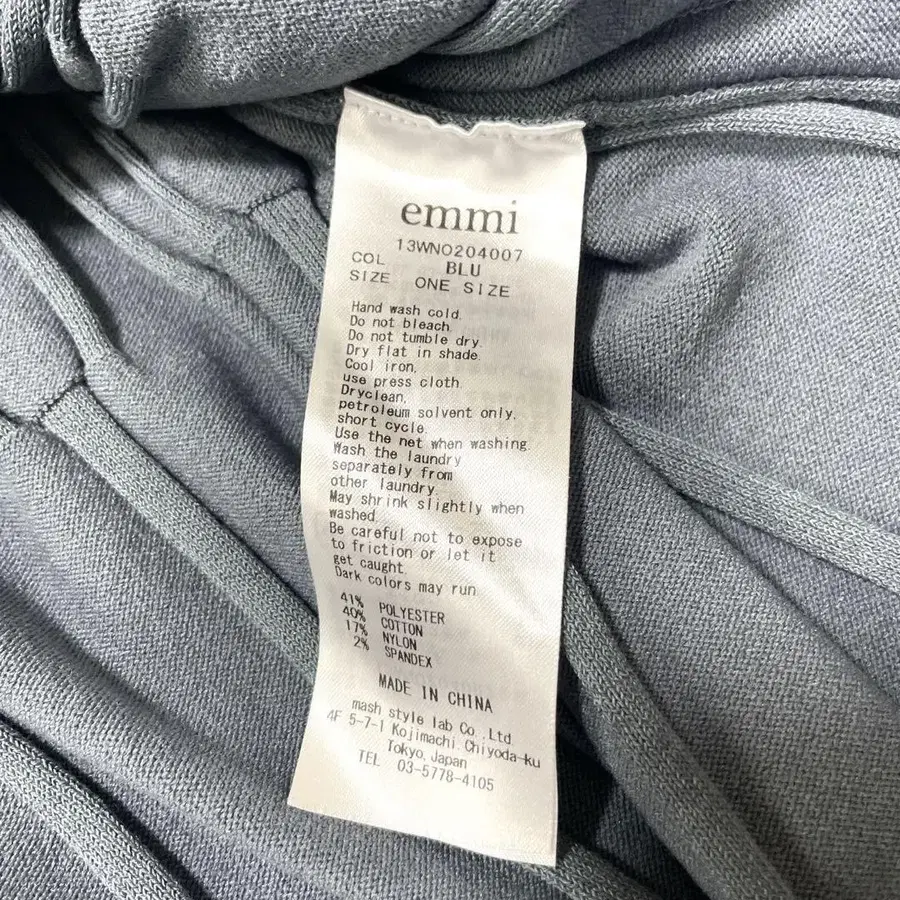 emmi
13WNO204007
COL BLU
SIZE ONE SIZE
Hand wash cold.
Do not bleach.
Do not tumble dry.
Dry flat in shade.
Cool iron,
use press cloth
Dryclean,
petroleum solvent only,
short cycle.
Use the net when washing.
Wash the laundry
separately from
other laundry.
May shrink slightly when
washed.
Be careful not to expose
to friction or let it
get caught.
Dark colors may run
41% POLYESTER
40% COTTON
17% NYLON
2% SPANDEX
MADE IN CHINA
mash style lab Co.,Ltd
4F 5-7-1 Kojimachi.Chiyoda-ku
Tokyo,Japan
TEL 03-5778-4105